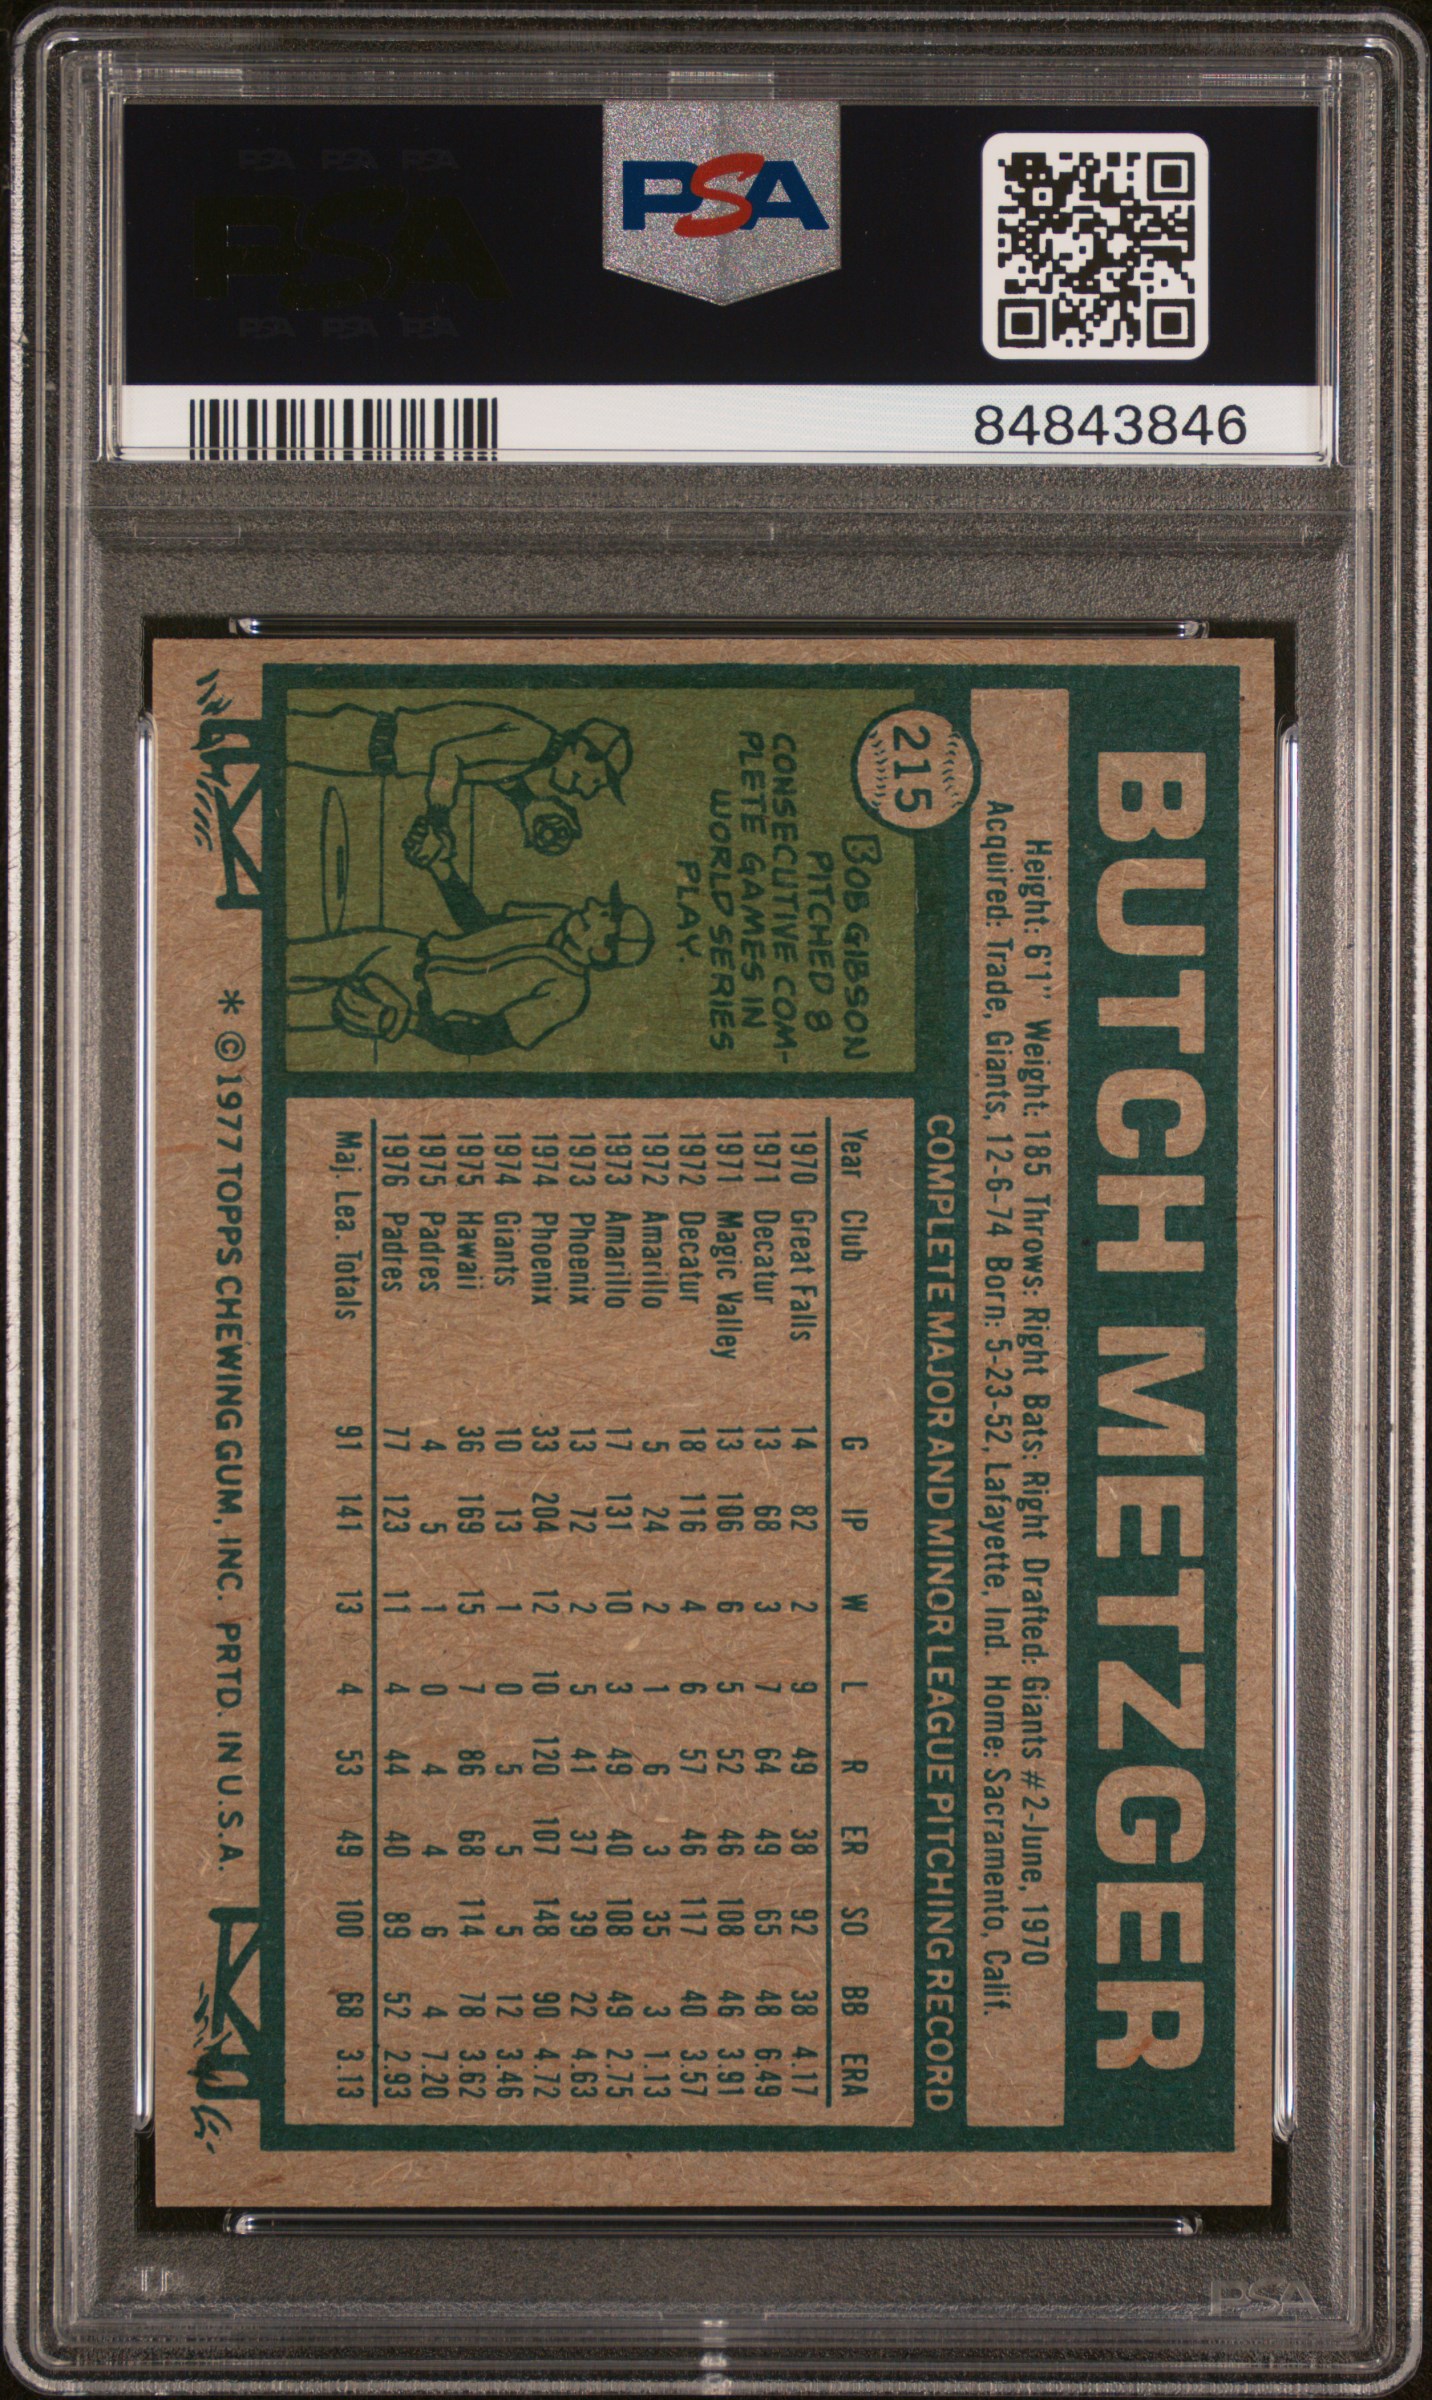 PSA PSA PSA
PSA
PSA PSA PSA
PSA
84843846
BUTCH METZGER
Height: 6'1" Weight: 185 Throws: Right Bats: Right Drafted: Giants #2-June, 1970
Acquired: Trade, Giants, 12-6-74 Born: 5-23-52, Lafayette, Ind. Home: Sacramento, Calif.
215
BOB GIBSON
PITCHED 8
CONSECUTIVE COM-
PLETE GAMES IN
WORLD SERIES
PLAY.
COMPLETE MAJOR AND MINOR LEAGUE PITCHING RECORD
Year Club G IP W L R ER SO BB ERA
1970 Great Falls 14 82 2 9 49 38 92 38 4.17
1971 Decatur 13 68 3 7 64 49 65 48 6.49
1971 Magic Valley 13 106 6 5 52 46 108 46 3.91
1972 Decatur 18 116 4 6 57 46 117 40 3.57
1972 Amarillo 5 24 2 1 6 3 35 3 1.13
1973 Amarillo 17 131 10 3 49 40 108 49 2.75
1973 Phoenix 13 72 2 5 41 37 39 22 4.63
1974 Phoenix 33 204 12 10 120 107 148 90 4.72
1974 Giants 10 13 1 0 5 5 5 12 3.46
1975 Hawaii 36 169 15 7 86 68 114 78 3.62
1975 Padres 4 5 1 0 4 4 6 4 7.20
1976 Padres 77 123 11 4 44 40 89 52 2.93
Maj. Lea. Totals 91 141 13 4 53 49 100 68 3.13
* ©1977 TOPPS CHEWING GUM, INC. PRTD. IN U.S.A.
PSA